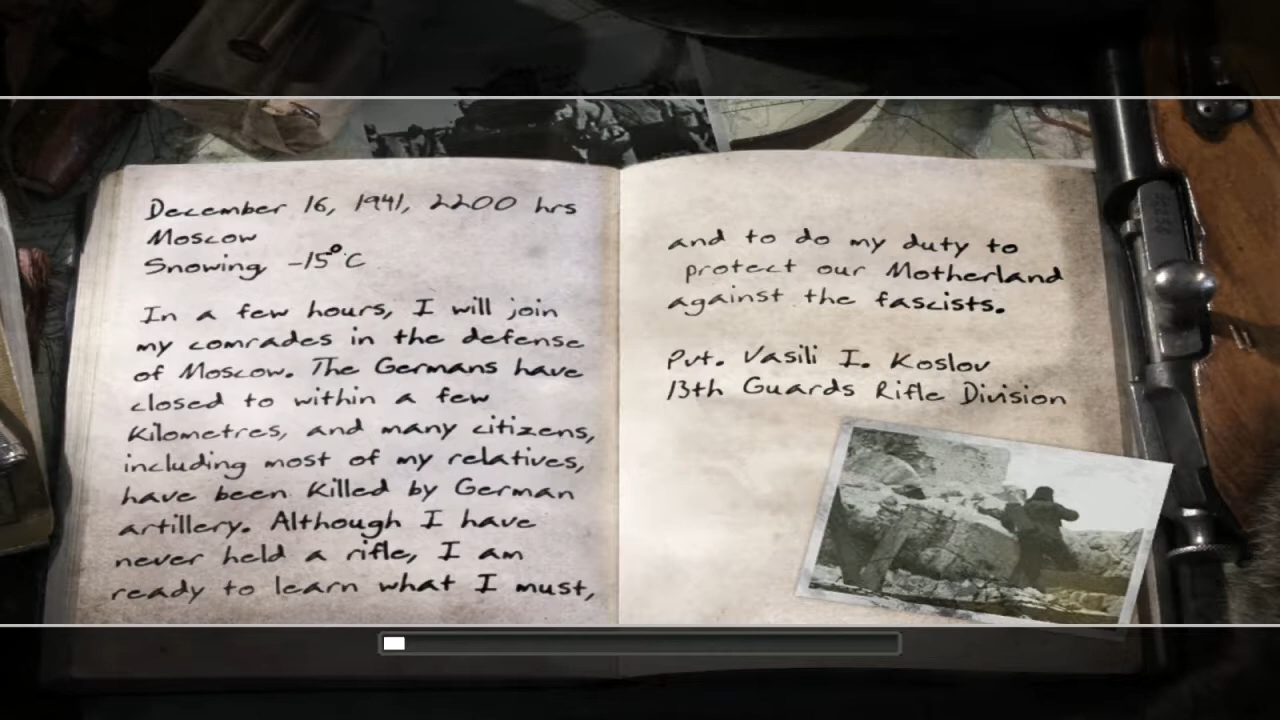 December 16, 1941, 2200 hrs
Moscow
Snowing -15°C
In a few hours, I will join
my comrades in the defense
of Moscow. The Germans have
closed to within a few
kilometres, and many citizens,
including most of my relatives,
have been killed by German
artillery. Although I have
never held a rifle, I am
ready to learn what I must,
and to do my duty to
protect our Motherland
against the fascists.
Pvt. Vasili I. Koslov
13th Guards Rifle Division